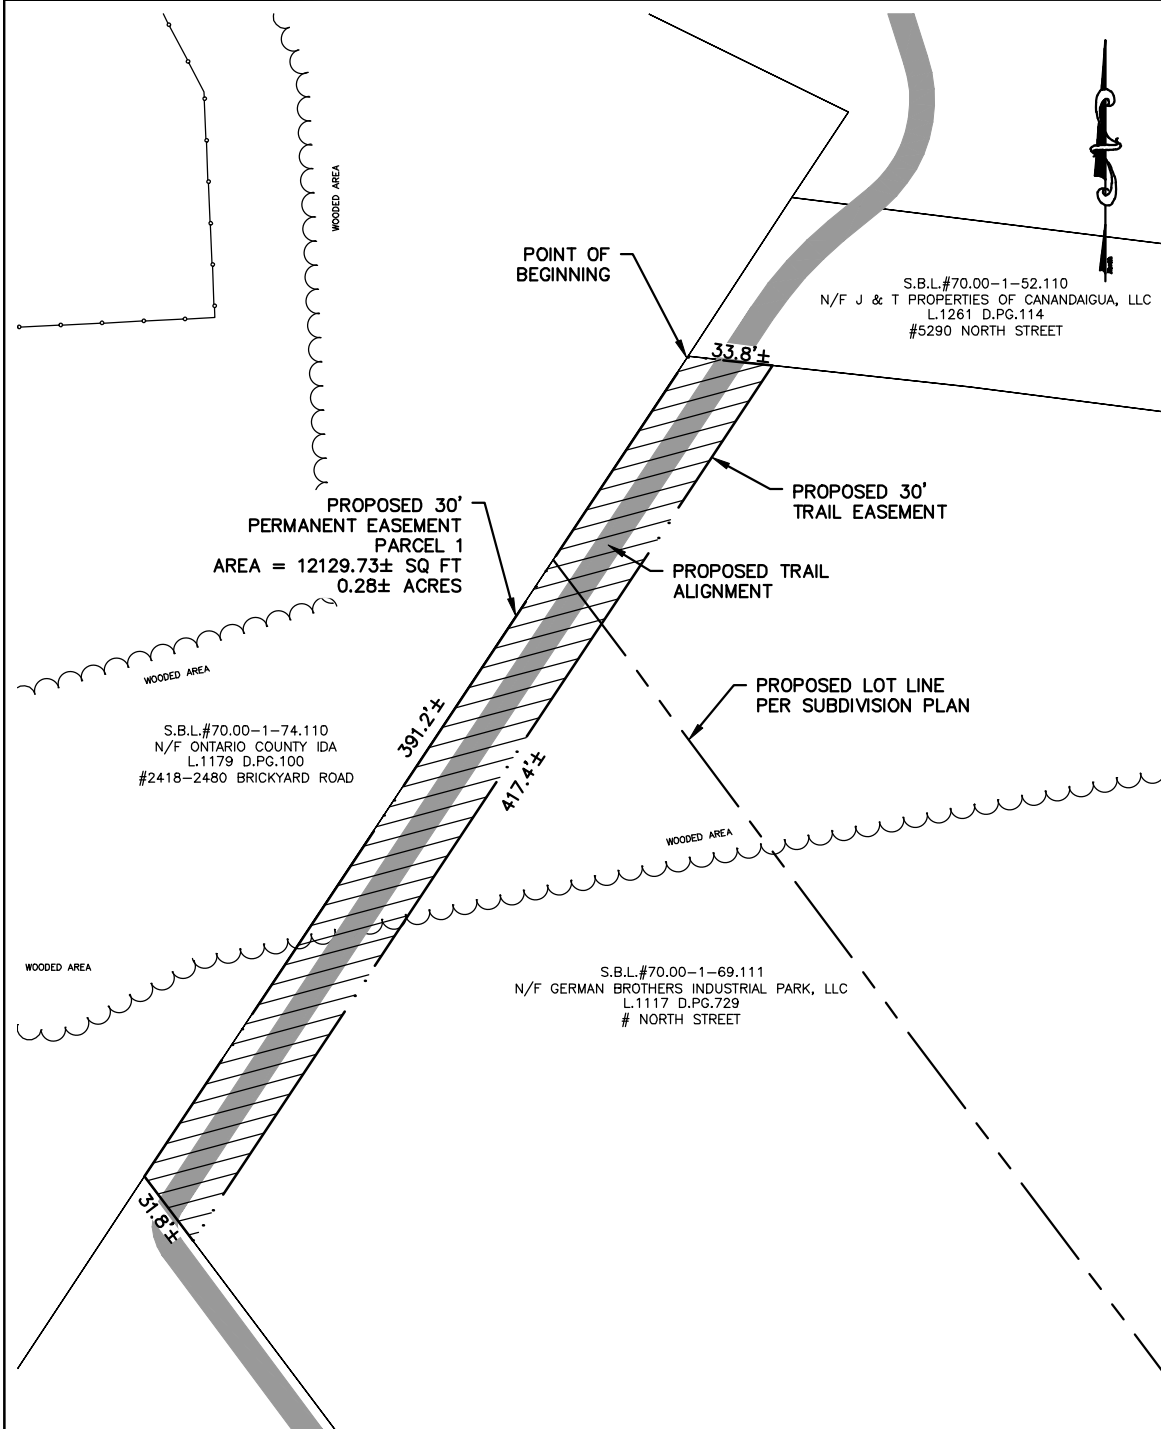 WOODED AREA
POINT OF
BEGINNING
S.B.L.#70.00-1-52.110
N/F J & T PROPERTIES OF CANANDAIGUA, LLC
L.1261 D.PG.114
#5290 NORTH STREET
33.8'±
PROPOSED 30'
TRAIL EASEMENT
PROPOSED 30'
PERMANENT EASEMENT
PARCEL 1
AREA = 12129.73± SQ FT
0.28± ACRES
PROPOSED TRAIL
ALIGNMENT
WOODED AREA
PROPOSED LOT LINE
PER SUBDIVISION PLAN
S.B.L.#70.00-1-74.110
N/F ONTARIO COUNTY IDA
L.1179 D.PG.100
#2418-2480 BRICKYARD ROAD
391.2'±
417.4'±
WOODED AREA
WOODED AREA
S.B.L.#70.00-1-69.111
N/F GERMAN BROTHERS INDUSTRIAL PARK, LLC
L.1117 D.PG.729
# NORTH STREET
31.8'±